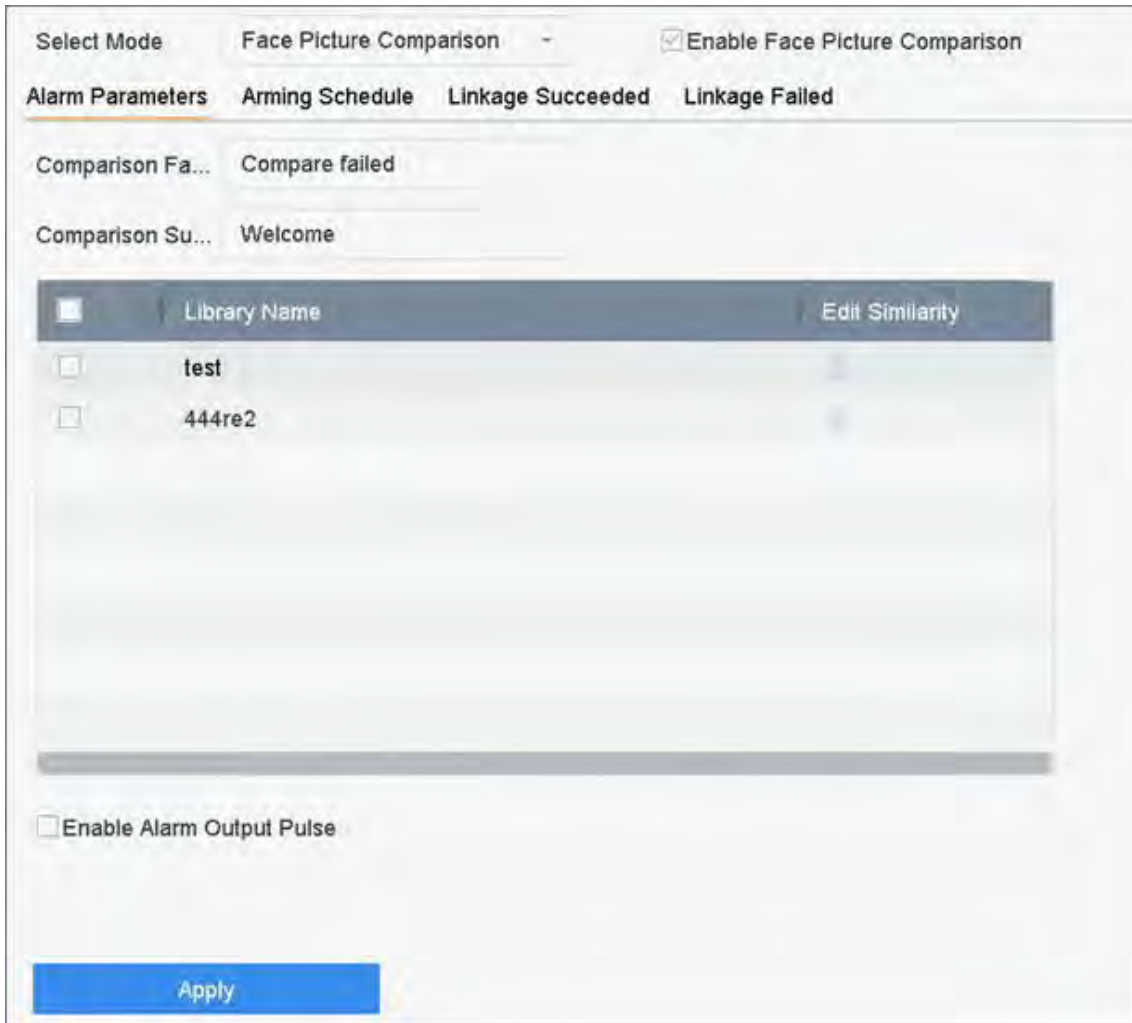 Select Mode Face Picture Comparison Enable Face Picture Comparison
Alarm Parameters Arming Schedule Linkage Succeeded Linkage Failed
Comparison Fa... Compare failed
Comparison Su... Welcome
Library Name Edit Similarity
test
444re2
Enable Alarm Output Pulse
Apply